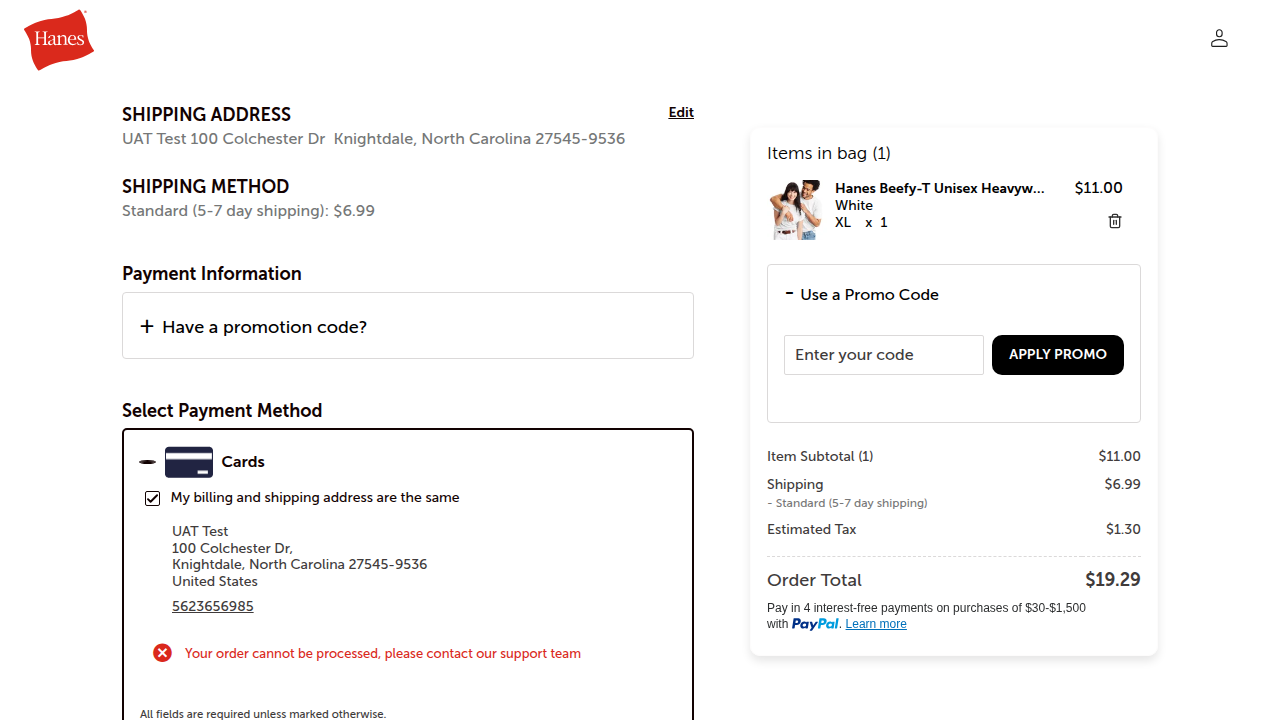 Hanes
SHIPPING ADDRESS
Edit
UAT Test 100 Colchester Dr  Knightdale, North Carolina 27545-9536
SHIPPING METHOD
Standard (5-7 day shipping): $6.99
Payment Information
+ Have a promotion code?
Select Payment Method
Cards
My billing and shipping address are the same
UAT Test
100 Colchester Dr,
Knightdale, North Carolina 27545-9536
United States
5623656985
Your order cannot be processed, please contact our support team
All fields are required unless marked otherwise.
Items in bag (1)
Hanes Beefy-T Unisex Heavyw... $11.00
White
XL x 1
- Use a Promo Code
Enter your code APPLY PROMO
Item Subtotal (1) $11.00
Shipping $6.99
- Standard (5-7 day shipping)
Estimated Tax $1.30
Order Total $19.29
Pay in 4 interest-free payments on purchases of $30-$1,500
with PayPal. Learn more